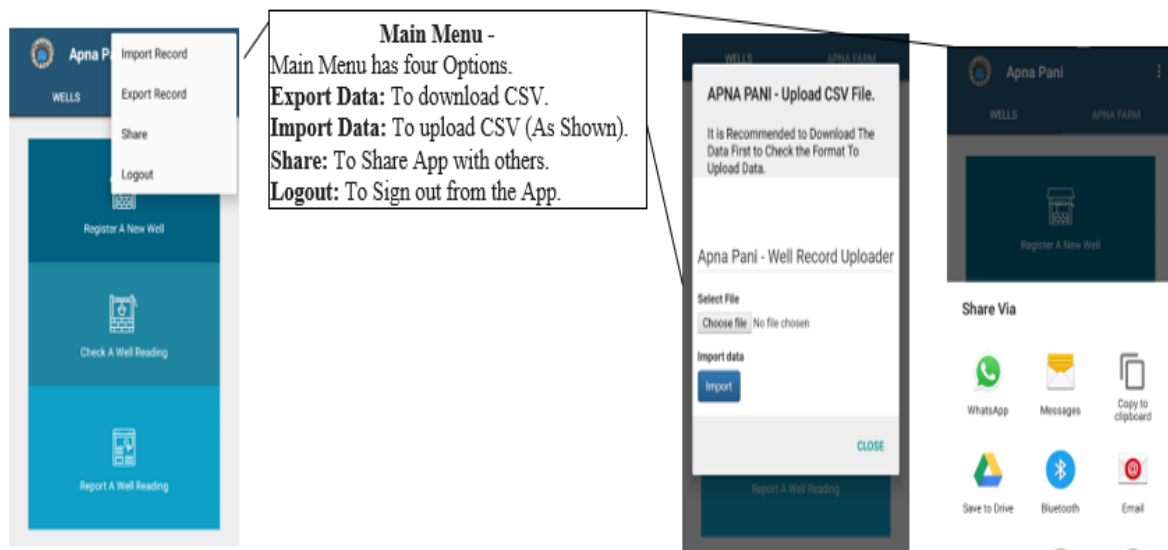 Apna P
Import Record
Export Record
Share
Logout
WELLS
Register A New Well
Check A Well Reading
Report A Well Reading
Main Menu -
Main Menu has four Options.
Export Data: To download CSV.
Import Data: To upload CSV (As Shown).
Share: To Share App with others.
Logout: To Sign out from the App.
WELLS APNA FARM
APNA PANI - Upload CSV File.
It is Recommended to Download The
Data First to Check the Format To
Upload Data.
Apna Pani - Well Record Uploader
Select File
Choose file No file chosen
Import data
Import
CLOSE
Report A Well Reading
Apna Pani
WELLS APNA FARM
Register A New Well
Share Via
WhatsApp Messages Copy to
clipboard
Save to Drive Bluetooth Email